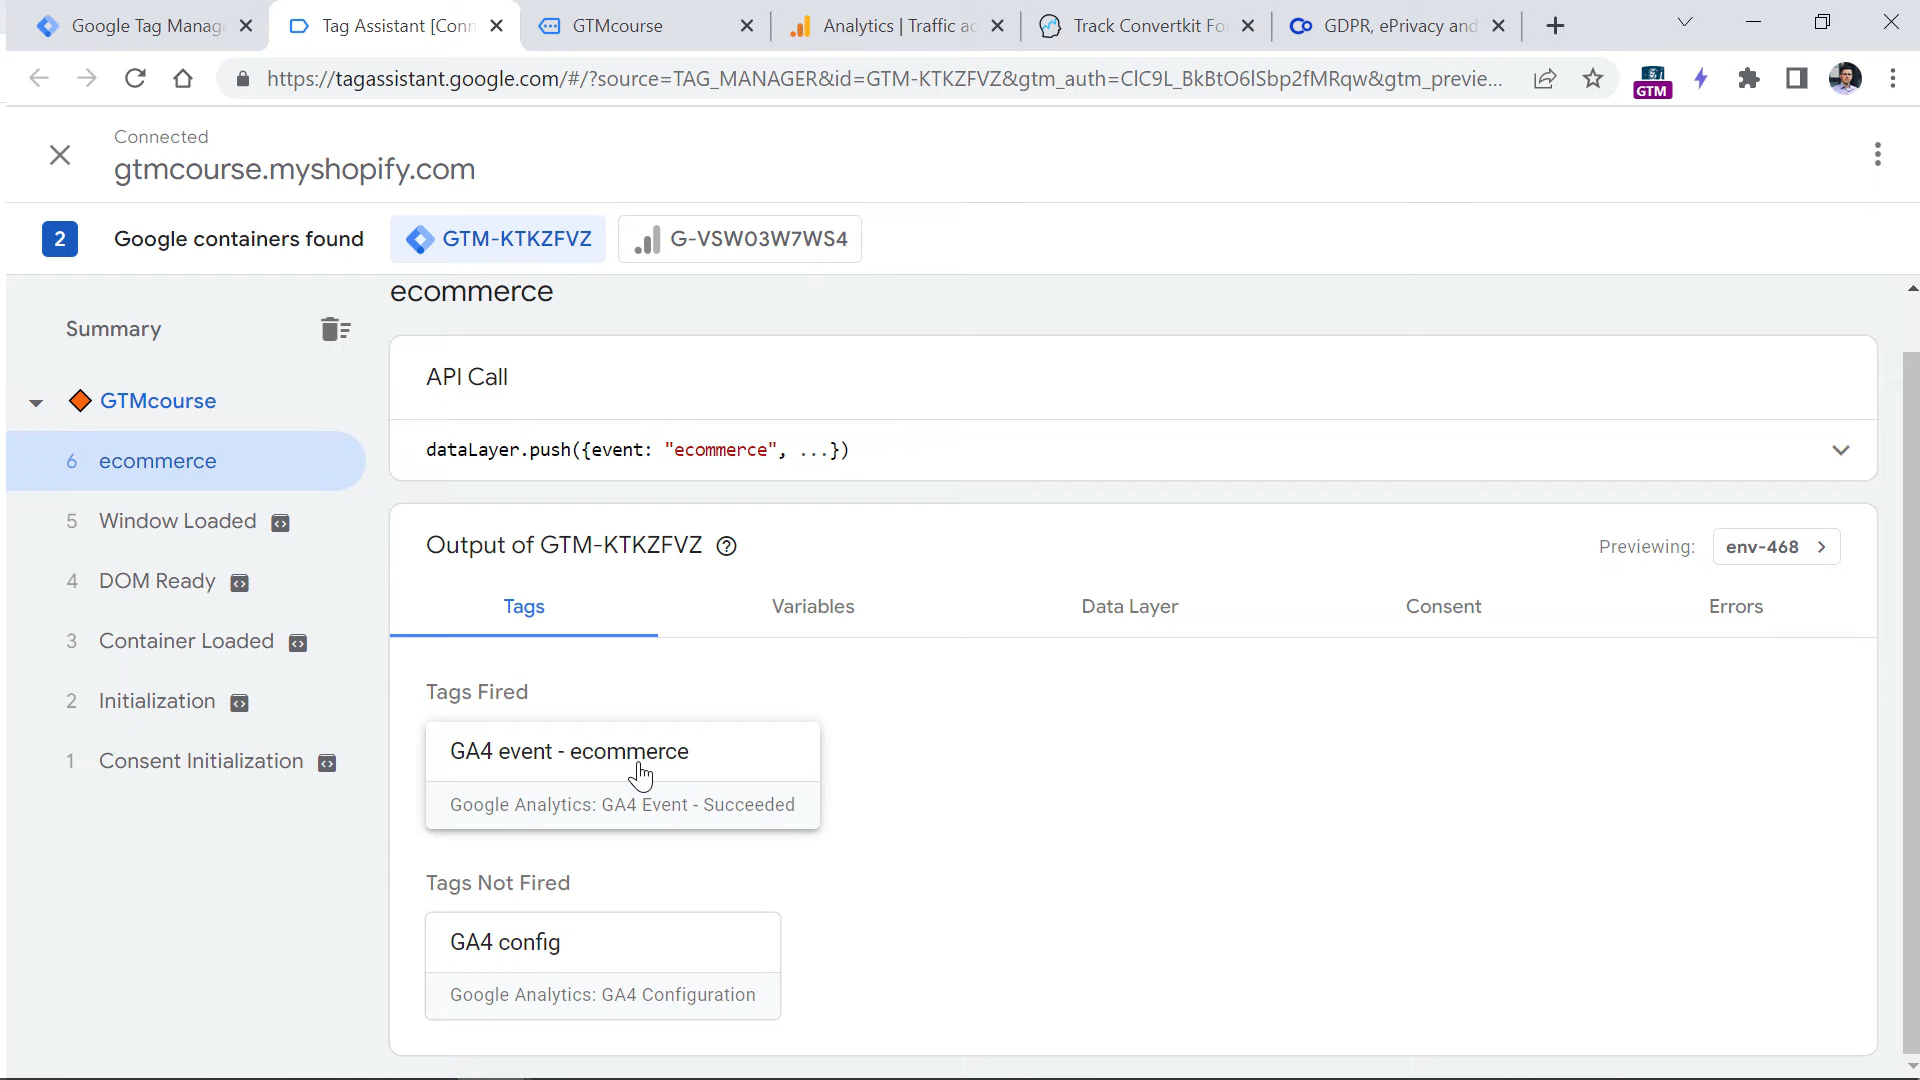 Google Tag Manag
Tag Assistant [Conn
GTMcourse
Analytics | Traffic ac
Track Convertkit Fo
GDPR, ePrivacy and
https://tagassistant.google.com/#/?source=TAG_MANAGER&id=GTM-KTKZFVZ&gtm_auth=ClC9L_BkBtO6lSbp2fMRqw&gtm_previe...
GTM
Connected
gtmcourse.myshopify.com
2
Google containers found
GTM-KTKZFVZ
G-VSW03W7WS4
ecommerce
Summary
GTMcourse
6 ecommerce
5 Window Loaded
4 DOM Ready
3 Container Loaded
2 Initialization
1 Consent Initialization
API Call
dataLayer.push({event: "ecommerce", ...})
Output of GTM-KTKZFVZ
Previewing: env-468
Tags
Variables
Data Layer
Consent
Errors
Tags Fired
GA4 event - ecommerce
Google Analytics: GA4 Event - Succeeded
Tags Not Fired
GA4 config
Google Analytics: GA4 Configuration